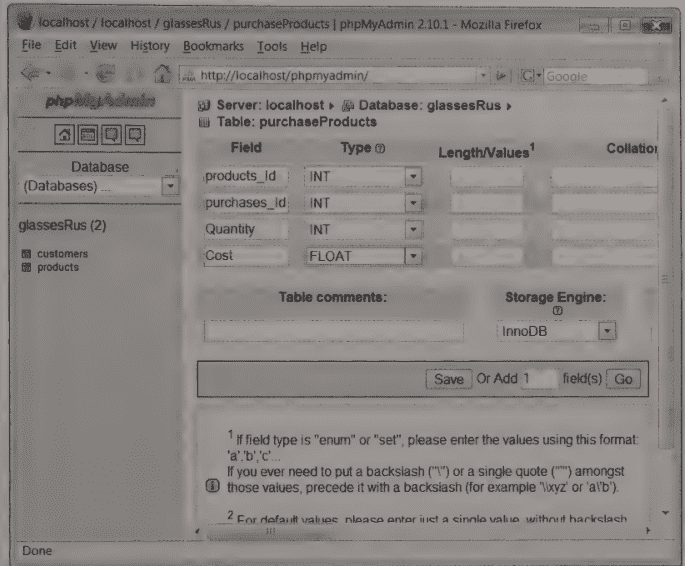 localhost / localhost / glassesRus / purchaseProducts | phpMyAdmin 2.10.1 - Mozilla Firefox
File Edit View History Bookmarks Tools Help
http://localhost/phpmyadmin/
Google
phpMyAdmin
Server: localhost ▸ Database: glassesRus ▸
Table: purchaseProducts
Database
(Databases) ...
glassesRus (2)
customers
products
Field Type Length/Values1 Collation
products_Id INT
purchases_Id INT
Quantity INT
Cost FLOAT
Table comments: Storage Engine:
InnoDB
Save Or Add 1 field(s) Go
1 If field type is "enum" or "set", please enter the values using this format:
'a','b','c'...
If you ever need to put a backslash ("\") or a single quote ("'") amongst
those values, precede it with a backslash (for example '\\xyz' or 'a\'b').
2 For default values, please enter just a single value, without backslash
Done